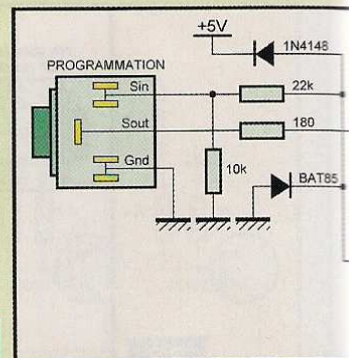 +5V
1N4148
PROGRAMMATION
Sin
22k
Sout
180
Gnd
10k
BAT85